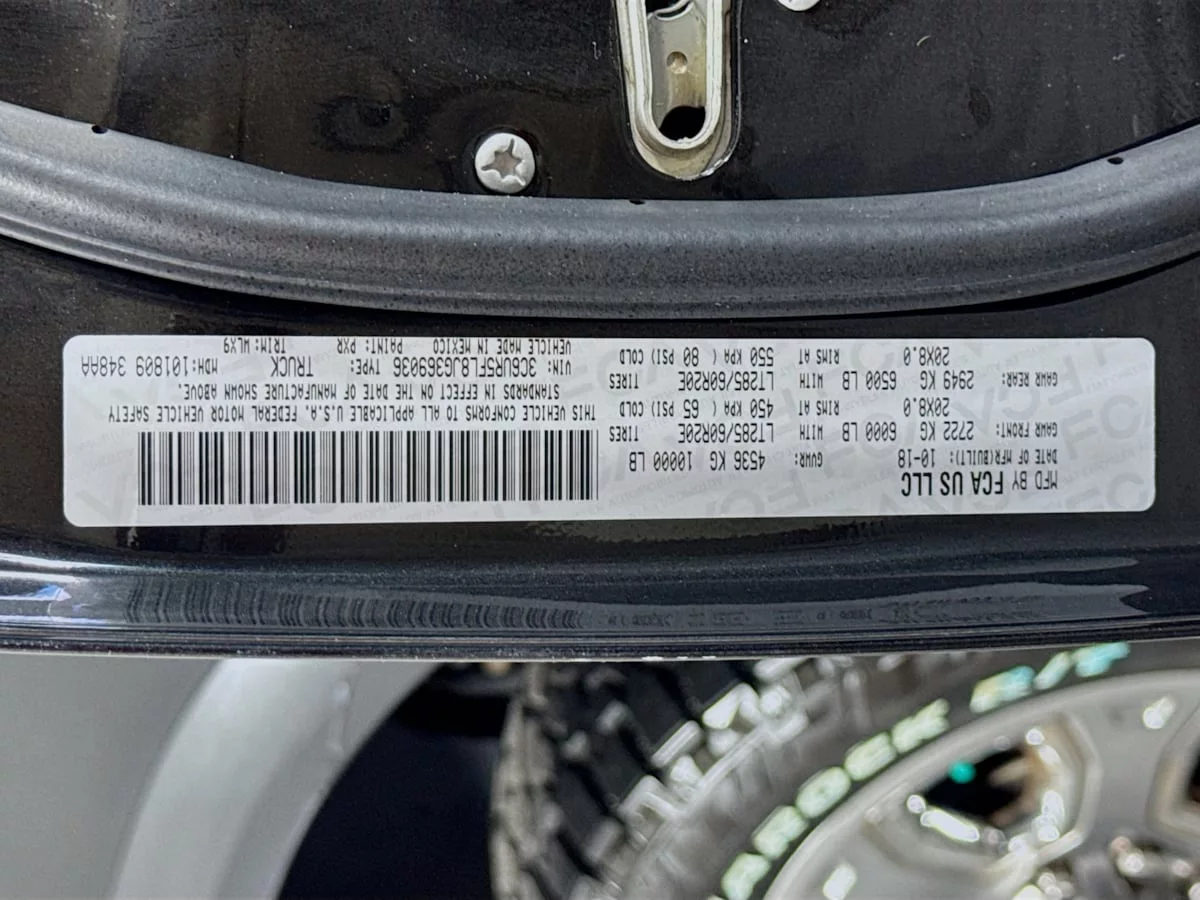 MFD BY FCA US LLC
DATE OF MFR(BUILT): 10-18 GVWR: 4536 KG 10000 LB
GAWR FRONT: 2722 KG 6000 LB WITH LT285/60R20E TIRES
20X8.0 RIMS AT 450 KPA ( 65 PSI) COLD
GAWR REAR: 2949 KG 6500 LB WITH LT285/60R20E TIRES
20X8.0 RIMS AT 550 KPA ( 80 PSI) COLD
THIS VEHICLE CONFORMS TO ALL APPLICABLE U.S.A. FEDERAL MOTOR VEHICLE SAFETY
STANDARDS IN EFFECT ON THE DATE OF MANUFACTURE SHOWN ABOVE.
VIN: 3C6UR5FL8JG369036 TYPE: TRUCK MDH:101809 348AA
VEHICLE MADE IN MEXICO PAINT: PXR TRIM:WLX9